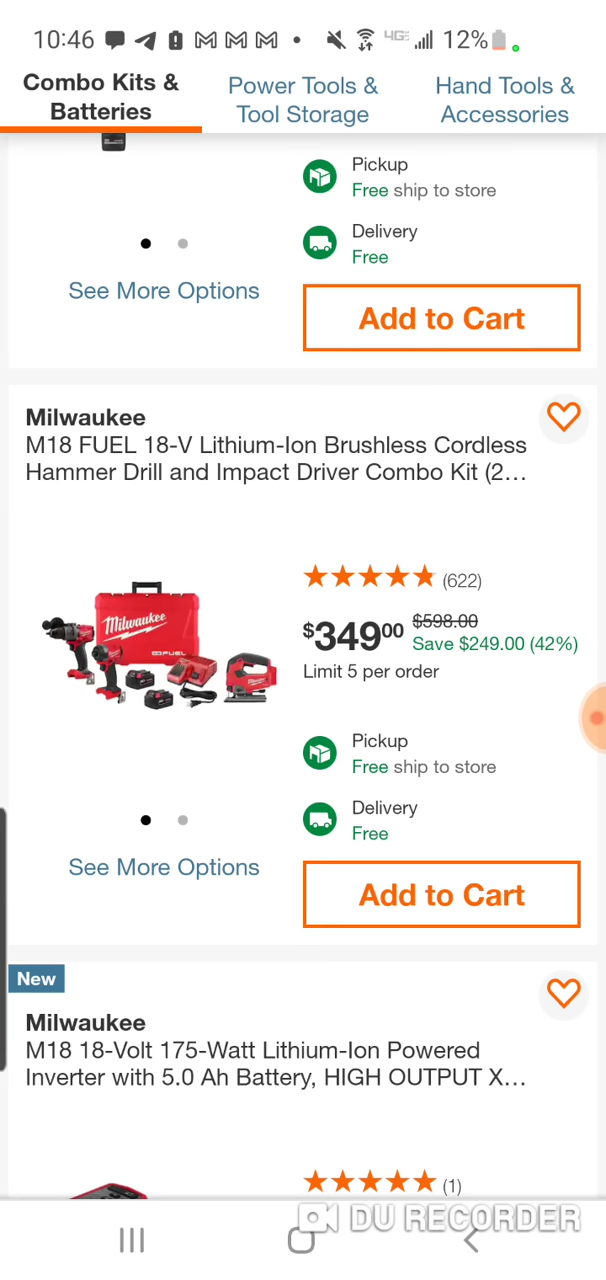 10:46 4G 12%
Combo Kits & Batteries
Power Tools & Tool Storage
Hand Tools & Accessories
Pickup
Free ship to store
Delivery
Free
See More Options
Add to Cart
Milwaukee
M18 FUEL 18-V Lithium-Ion Brushless Cordless
Hammer Drill and Impact Driver Combo Kit (2...
Milwaukee
FUEL
(622)
$34900 $598.00
Save $249.00 (42%)
Limit 5 per order
Pickup
Free ship to store
Delivery
Free
See More Options
Add to Cart
New
Milwaukee
M18 18-Volt 175-Watt Lithium-Ion Powered
Inverter with 5.0 Ah Battery, HIGH OUTPUT X...
(1)
DU RECORDER